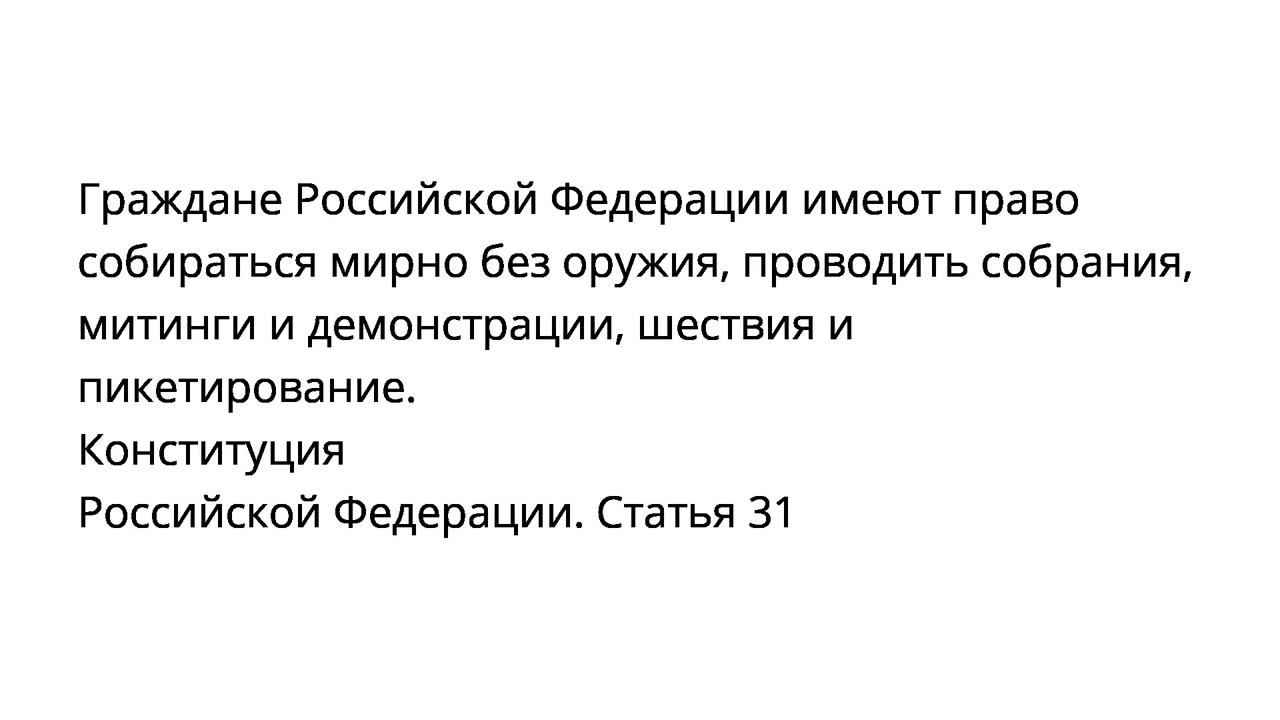 Граждане Российской Федерации имеют право
собираться мирно без оружия, проводить собрания,
митинги и демонстрации, шествия и
пикетирование.
Конституция
Российской Федерации. Статья 31